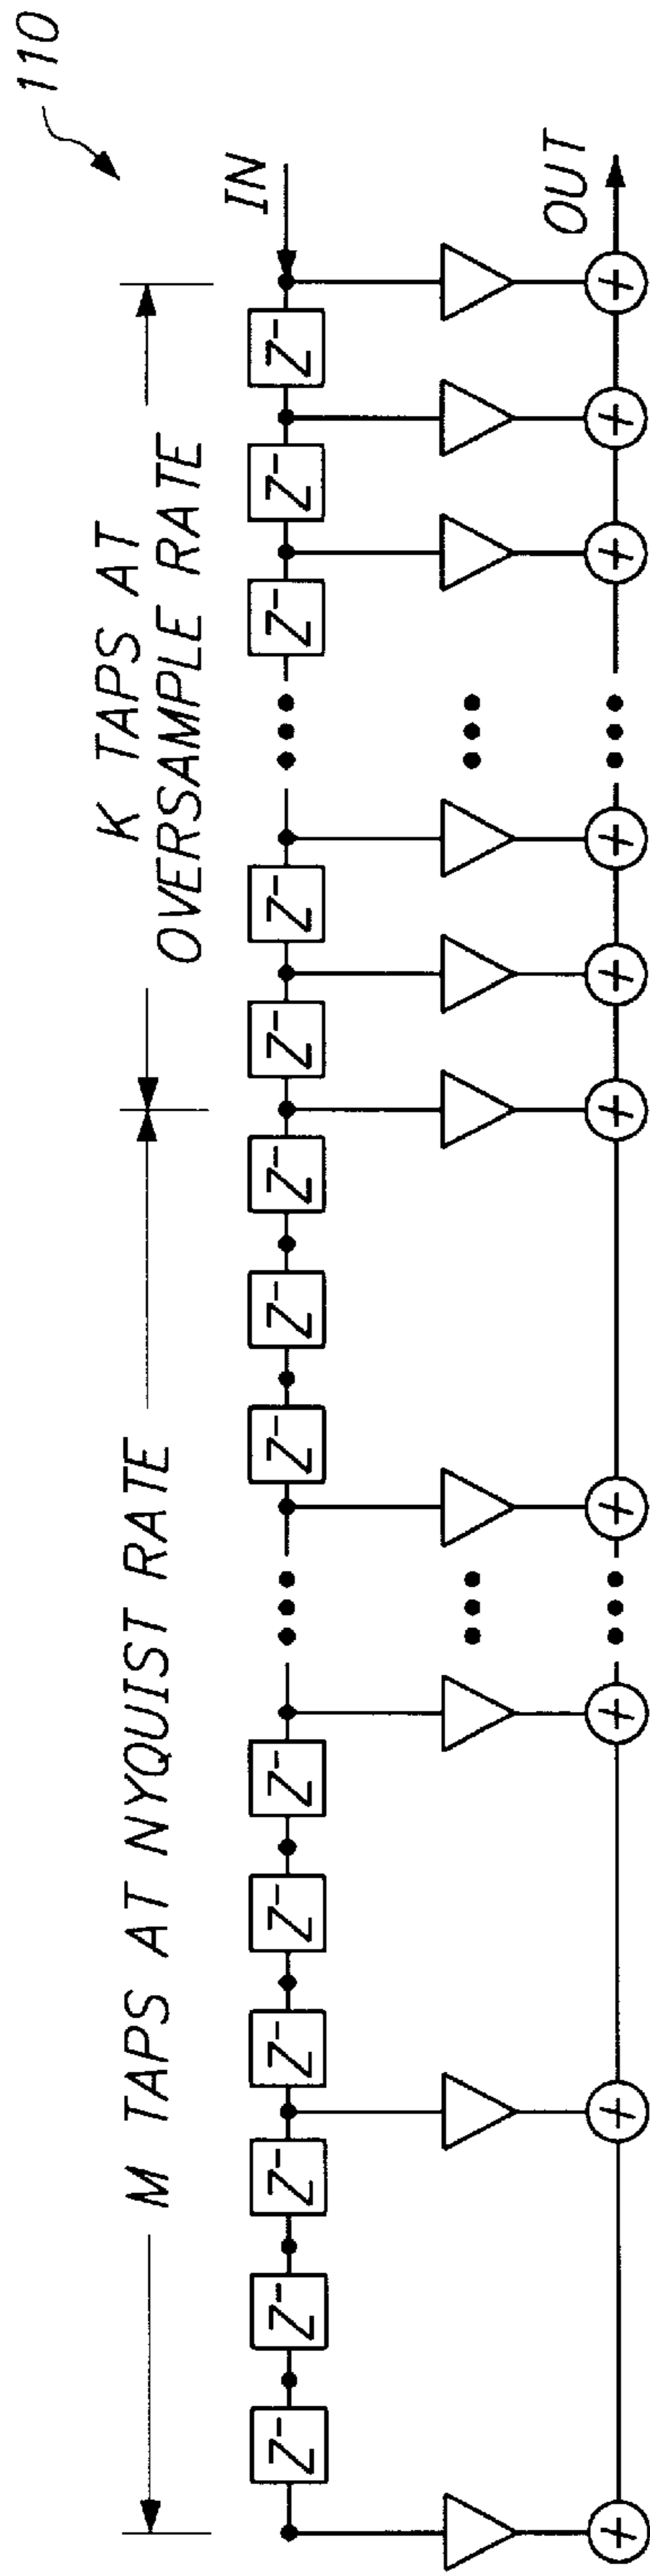 110
K TAPS AT
OVERSAMPLE RATE
M TAPS AT NYQUIST RATE
IN
Z⁻
Z⁻
Z⁻
Z⁻
Z⁻
Z⁻
Z⁻
Z⁻
Z⁻
Z⁻
Z⁻
Z⁻
Z⁻
Z⁻
OUT
+
+
+
+
+
+
+
+
+
+